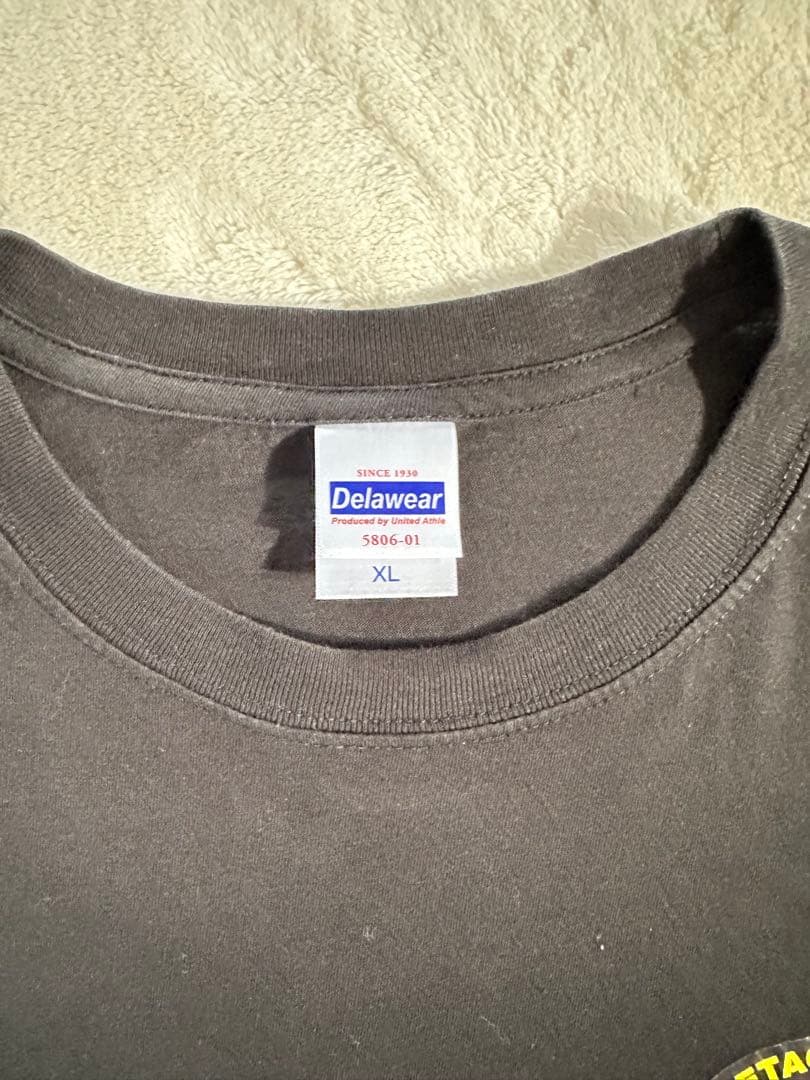 SINCE 1930
Delawear
Produced by United Athle
5806-01
XL